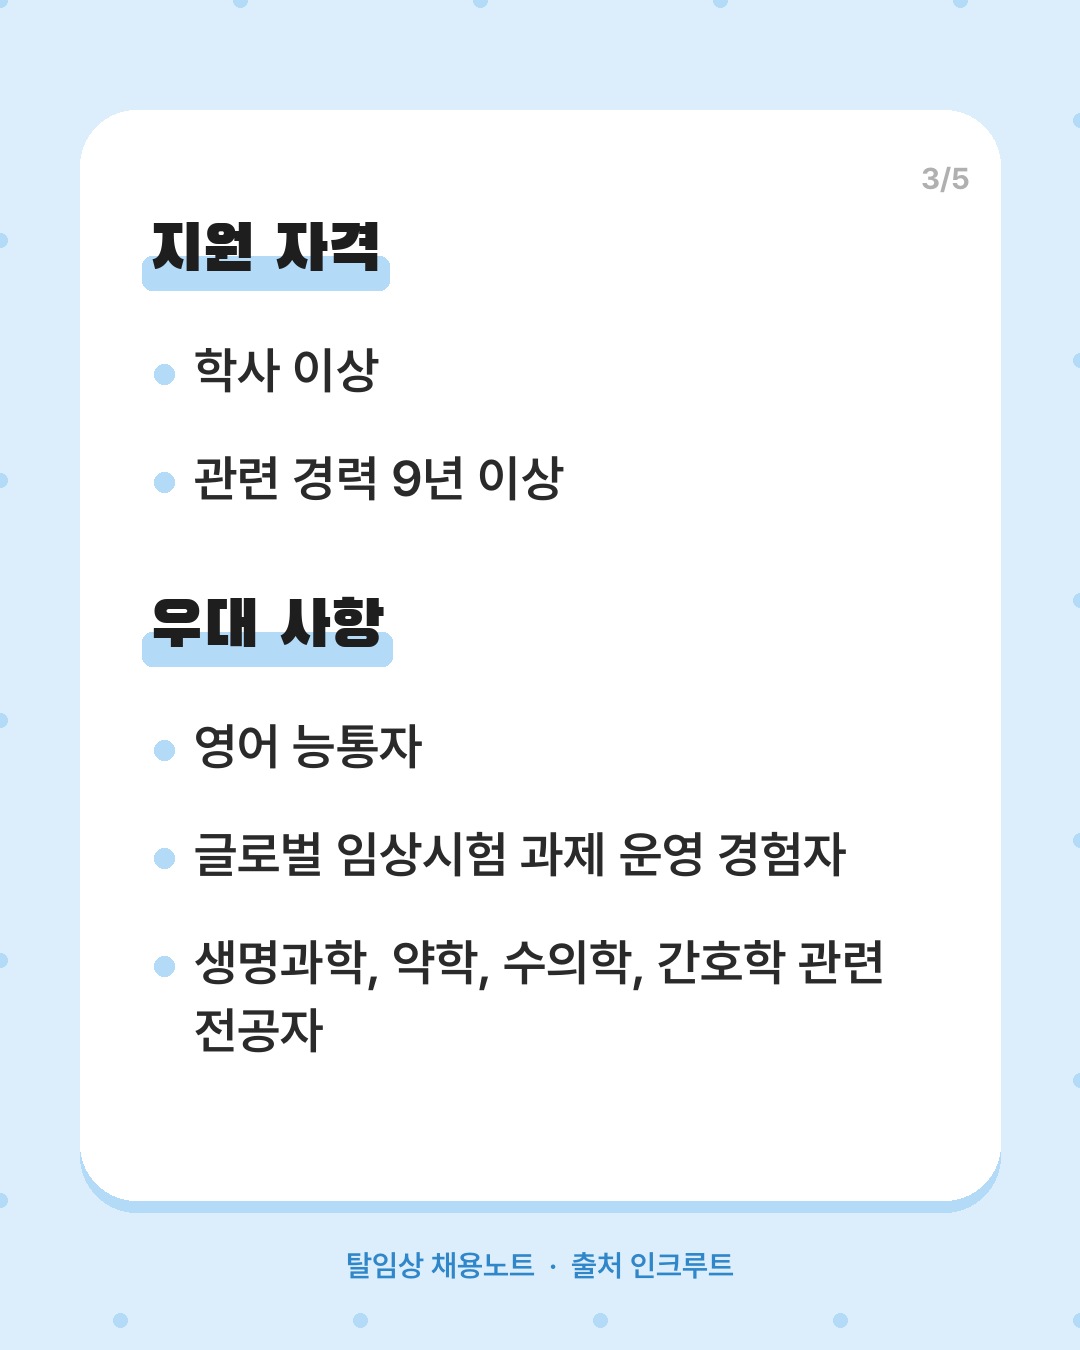 3/5
지원 자격
학사 이상
관련 경력 9년 이상
우대 사항
영어 능통자
글로벌 임상시험 과제 운영 경험자
생명과학, 약학, 수의학, 간호학 관련
전공자
탈임상 채용노트 · 출처 인크루트